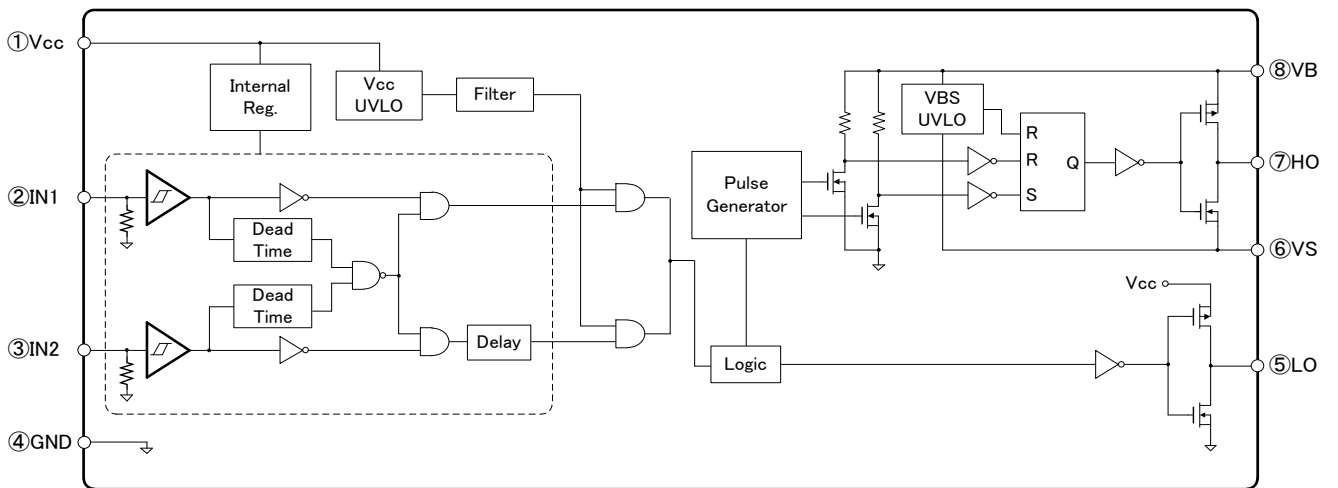 ①Vcc
Internal
Reg.
Vcc
UVLO
Filter
VBS
UVLO
⑧VB
R
R
S
Q
⑦HO
②IN1
Dead
Time
Pulse
Generator
⑥VS
Dead
Time
Vcc
③IN2
Delay
Logic
⑤LO
④GND